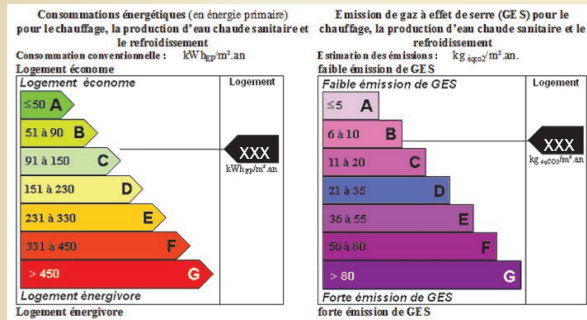 Consommations énergétiques (en énergie primaire)
pour le chauffage, la production d'eau chaude sanitaire et
le refroidissement
Consommation conventionnelle : kWhEP/m².an
Logement économe
Logement économe
Logement
≤50 A
51 à 90 B
91 à 150 C
151 à 230 D
231 à 330 E
331 à 450 F
> 450 G
XXX
kWhEP/m².an
Logement énergivore
Logement énergivore
Emission de gaz à effet de serre (GES) pour le
chauffage, la production d'eau chaude sanitaire et le
refroidissement
Estimation des émissions : kg éqCO2/m².an.
faible émission de GES
Faible émission de GES
Logement
≤5 A
6 à 10 B
11 à 20 C
21 à 35 D
36 à 55 E
56 à 80 F
> 80 G
XXX
kg éqCO2/m².an
Forte émission de GES
forte émission de GES